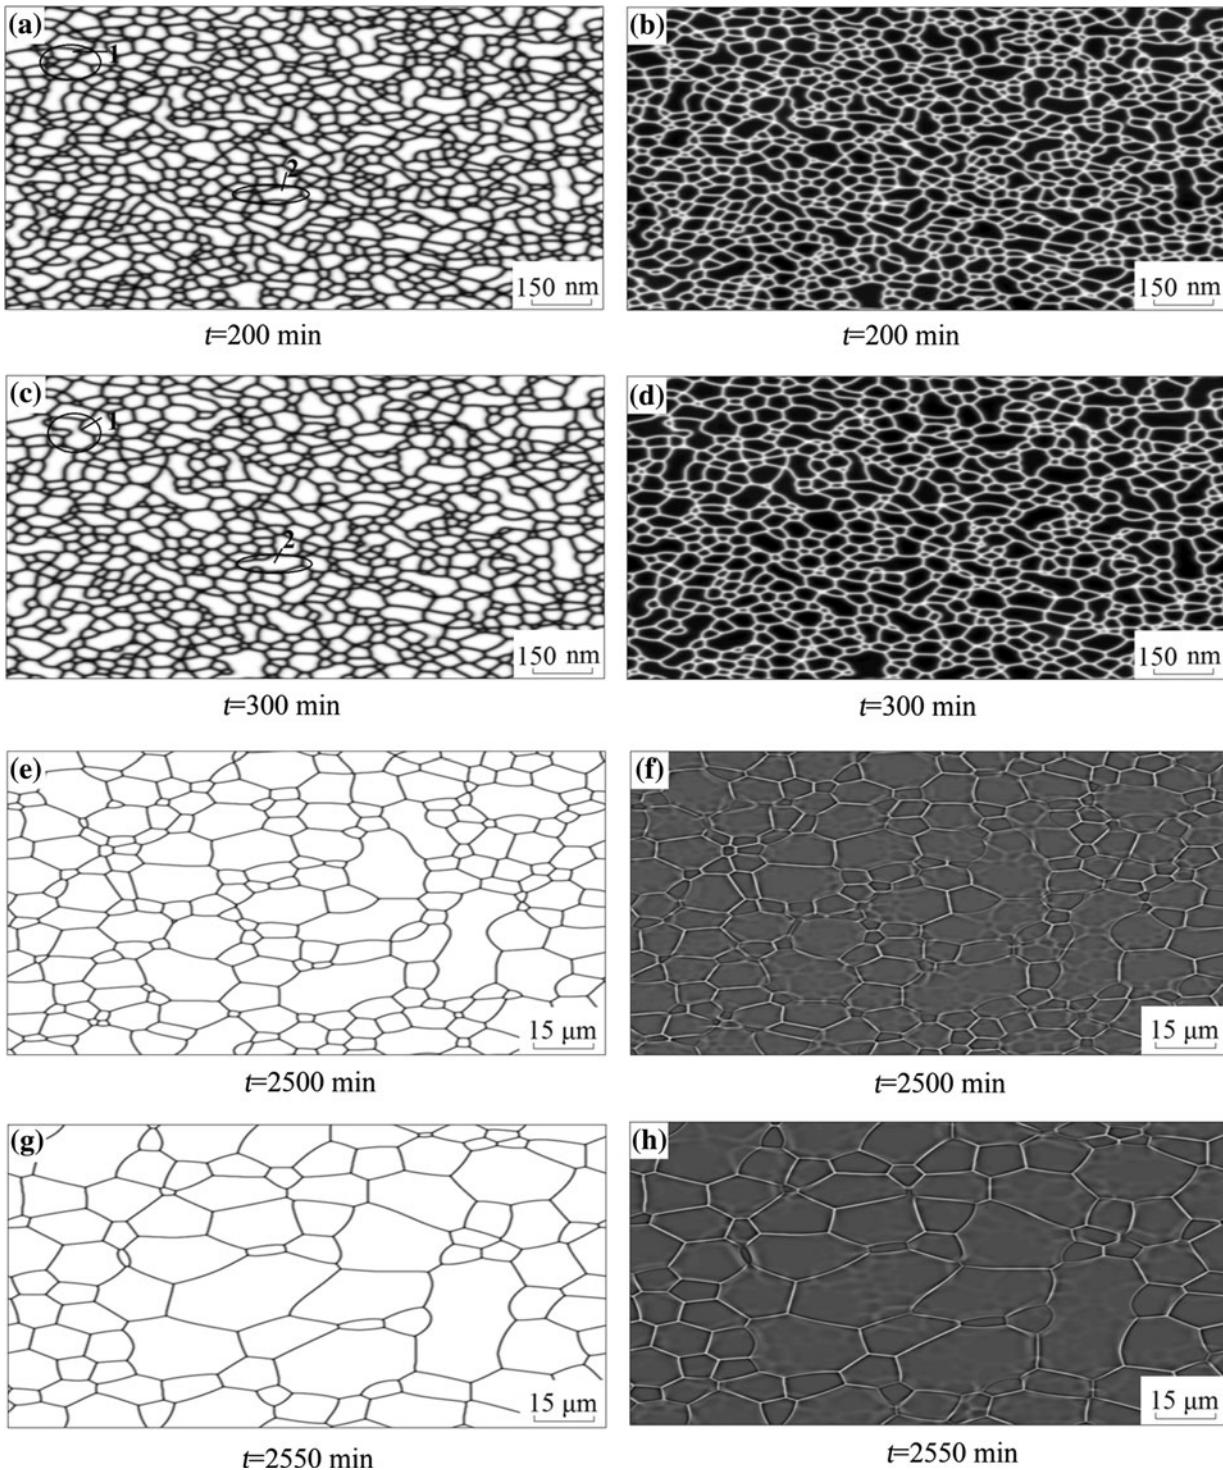 (a)
1
2
150 nm
(b)
150 nm
t=200 min
t=200 min
(c)
1
2
150 nm
(d)
150 nm
t=300 min
t=300 min
(e)
15 μm
(f)
15 μm
t=2500 min
t=2500 min
(g)
15 μm
(h)
15 μm
t=2550 min
t=2550 min